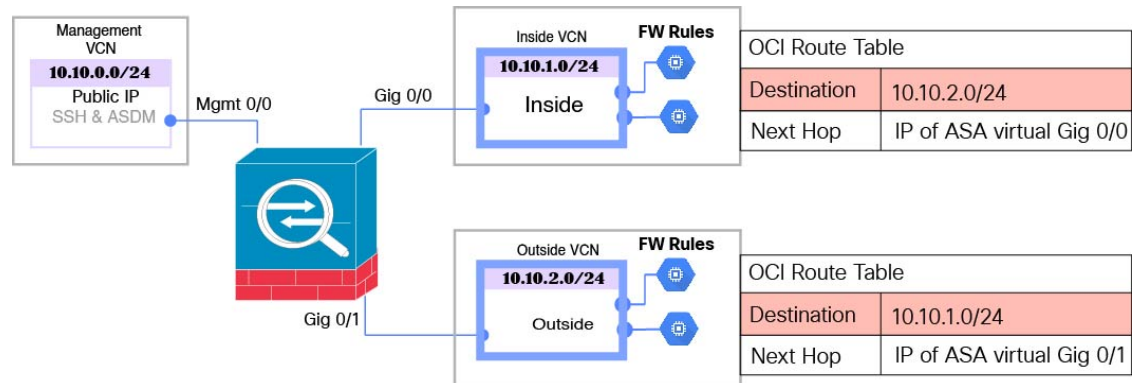 Management
VCN
10.10.0.0/24
Public IP
SSH & ASDM
Mgmt 0/0
Gig 0/0
Inside VCN
10.10.1.0/24
Inside
FW Rules
OCI Route Table
Destination 10.10.2.0/24
Next Hop IP of ASA virtual Gig 0/0
Gig 0/1
Outside VCN
10.10.2.0/24
Outside
FW Rules
OCI Route Table
Destination 10.10.1.0/24
Next Hop IP of ASA virtual Gig 0/1